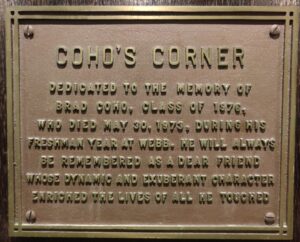 COHO'S CORNER
DEDICATED TO THE MEMORY OF
BRAD COHO, CLASS OF 1976,
WHO DIED MAY 30, 1973, DURING HIS
FRESHMAN YEAR AT WEBB. HE WILL ALWAYS
BE REMEMBERED AS A DEAR FRIEND
WHOSE DYNAMIC AND EXUBERANT CHARACTER
ENRICHED THE LIVES OF ALL HE TOUCHED